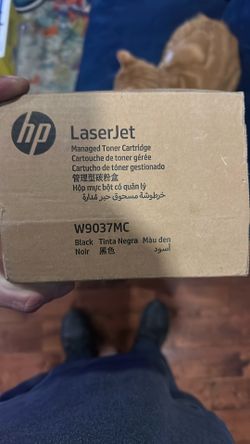 hp
LaserJet
Managed Toner Cartridge
Cartouche de toner gérée
Cartucho de tóner gestionado
管理型碳粉盒
Hộp mực bột có quản lý
خرطوشة مسحوق حبر مُدارة
W9037MC
Black Tinta Negra Màu đen
Noir 黑色 أسود